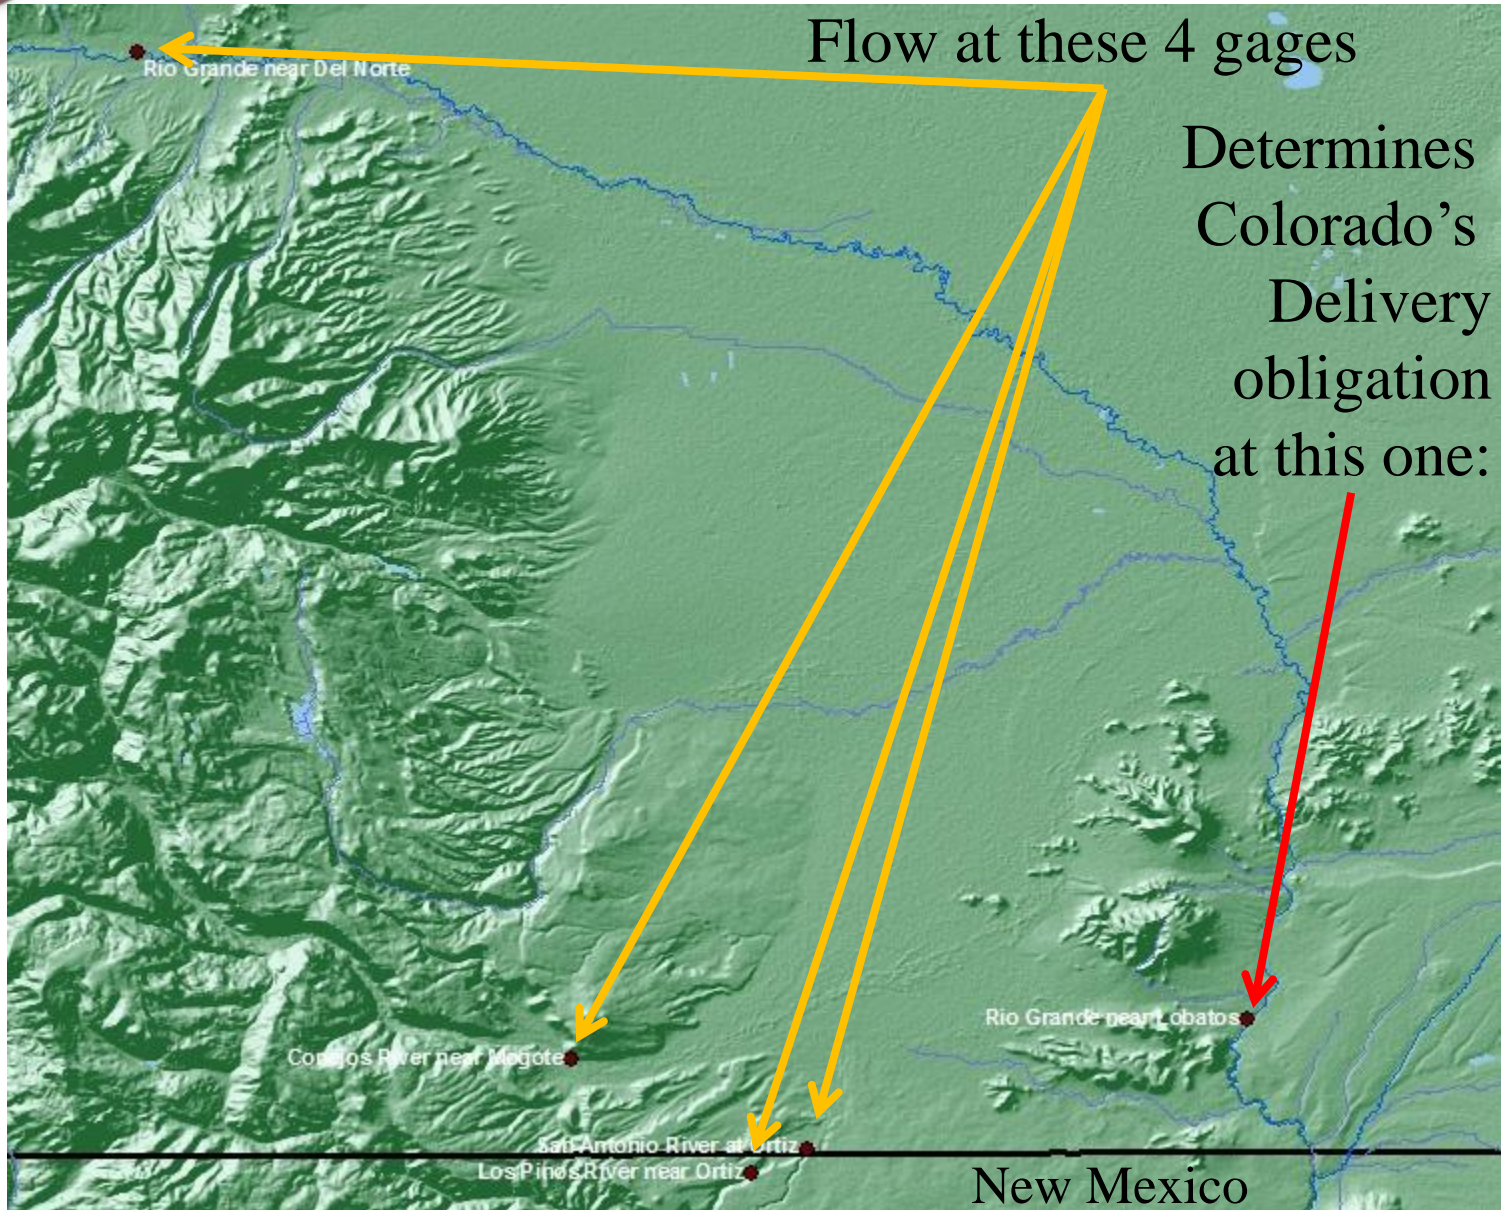 Flow at these 4 gages
Rio Grande near Del Norte
Determines
Colorado’s
Delivery
obligation
at this one:
Rio Grande near Lobatos
Conejos River near Mogote
San Antonio River at Ortiz
Los Pinos River near Ortiz
New Mexico